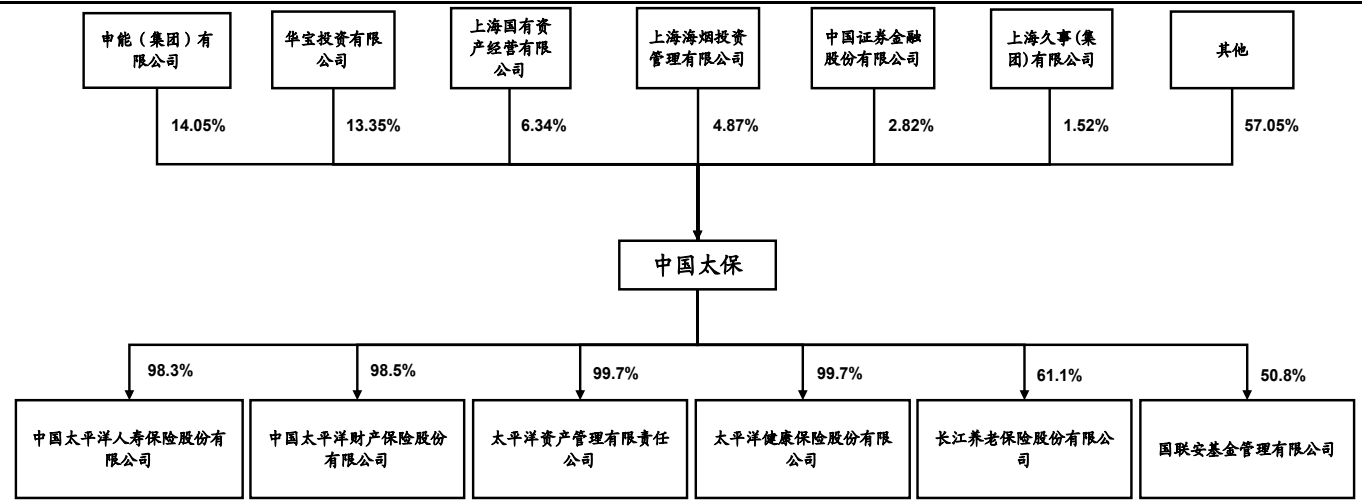 申能（集团）有
限公司
华宝投资有限
公司
上海国有资
产经营有限
公司
上海海烟投资
管理有限公司
中国证券金融
股份有限公司
上海久事(集
团)有限公司
其他
14.05%
13.35%
6.34%
4.87%
2.82%
1.52%
57.05%
中国太保
98.3%
98.5%
99.7%
99.7%
61.1%
50.8%
中国太平洋人寿保险股份有
限公司
中国太平洋财产保险股份
有限公司
太平洋资产管理有限责任
公司
太平洋健康保险股份有限
公司
长江养老保险股份有限公
司
国联安基金管理有限公司